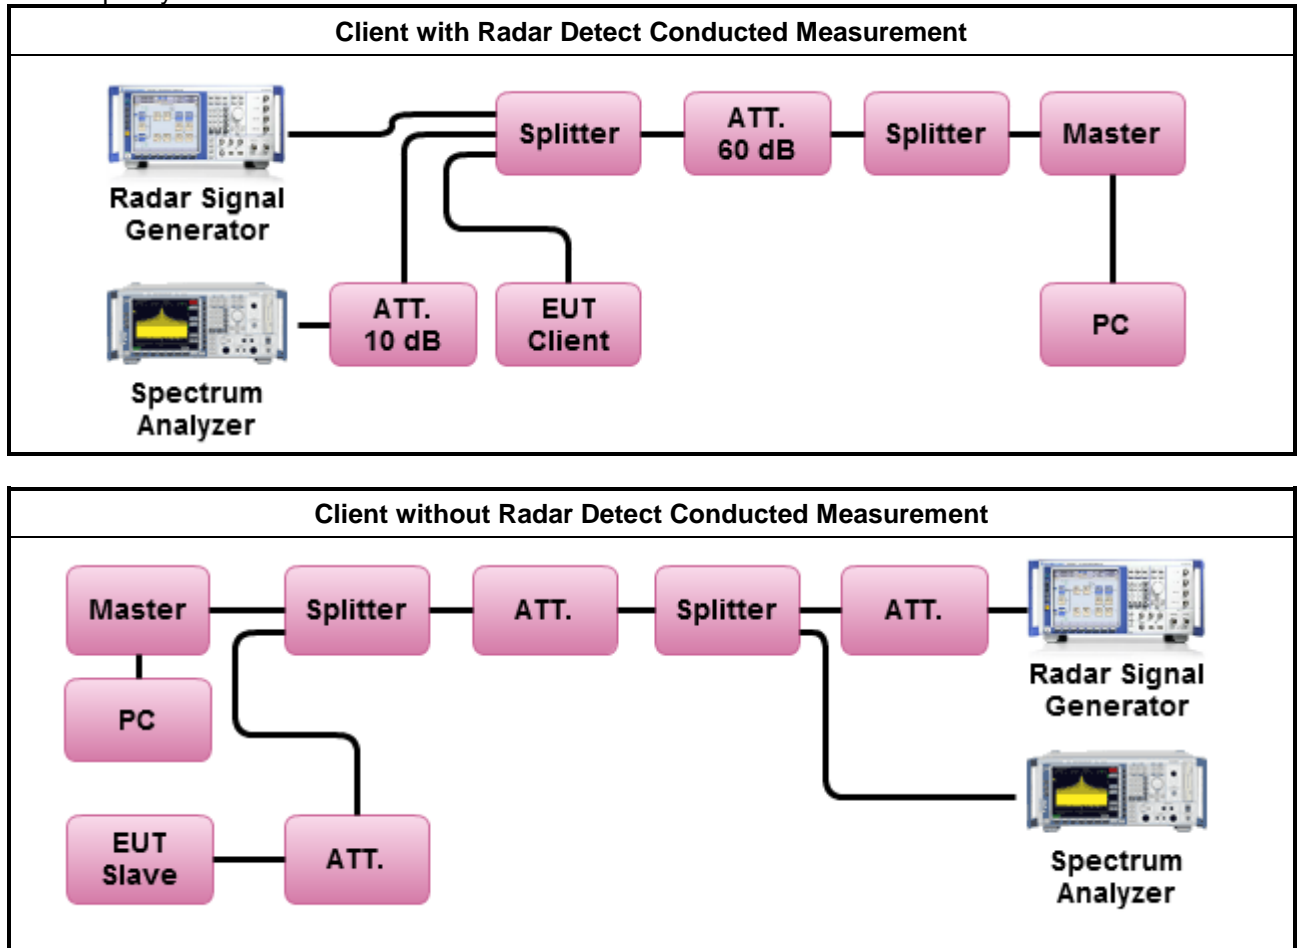 Client with Radar Detect Conducted Measurement
Splitter
ATT.
60 dB
Splitter
Master
Radar Signal
Generator
ATT.
10 dB
EUT
Client
PC
Spectrum
Analyzer
Client without Radar Detect Conducted Measurement
Master
Splitter
ATT.
Splitter
ATT.
Radar Signal
Generator
PC
EUT
Slave
ATT.
Spectrum
Analyzer